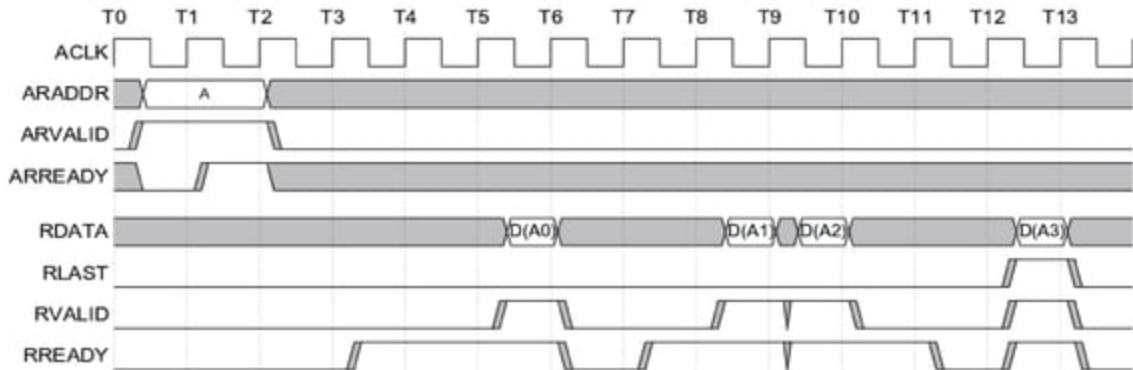 T0 T1 T2 T3 T4 T5 T6 T7 T8 T9 T10 T11 T12 T13
ACLK
ARADDR A
ARVALID
ARREADY
RDATA D(A0) D(A1) D(A2) D(A3)
RLAST
RVALID
RREADY